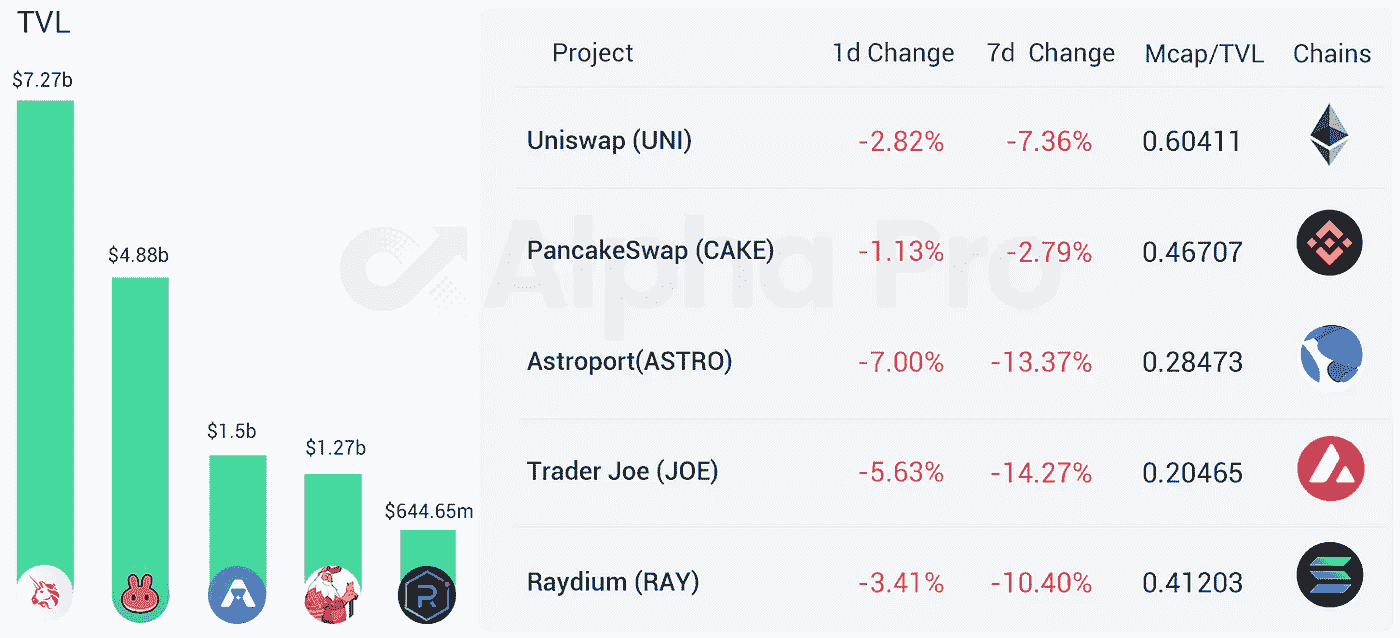 TVL
$7.27b
$4.88b
$1.5b
$1.27b
$644.65m
Project 1d Change 7d Change Mcap/TVL Chains
Uniswap (UNI) -2.82% -7.36% 0.60411
PancakeSwap (CAKE) -1.13% -2.79% 0.46707
Astroport(ASTRO) -7.00% -13.37% 0.28473
Trader Joe (JOE) -5.63% -14.27% 0.20465
Raydium (RAY) -3.41% -10.40% 0.41203
Alpha Pro